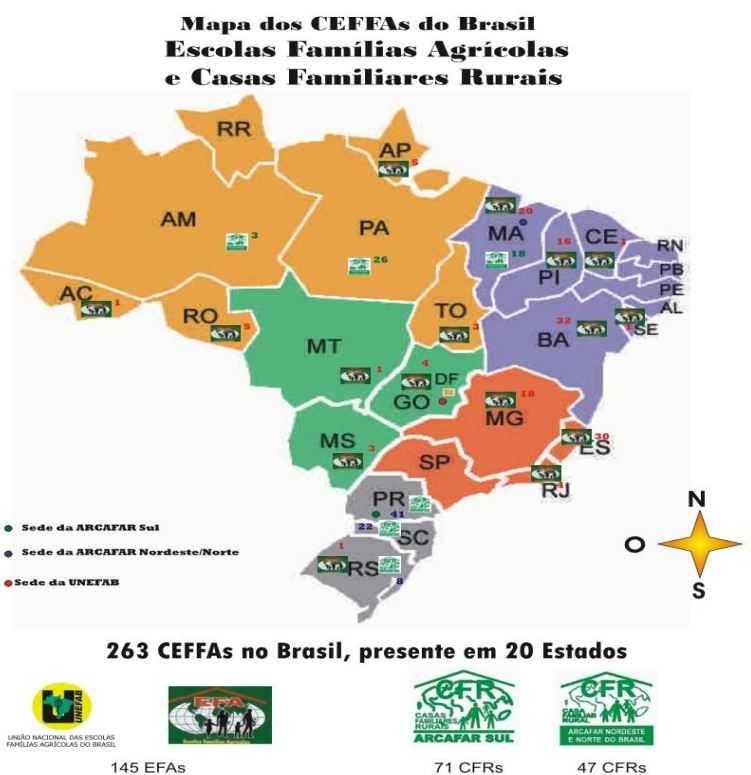 Mapa dos CEFFAs do Brasil
Escolas Famílias Agrícolas
e Casas Familiares Rurais
RR
AP
5
AM
3
PA
26
MA
20
18
PI
16
CE
1
RN
PB
PE
AL
SE
AC
1
RO
5
TO
3
BA
32
MT
1
4
DF
GO
MG
18
ES
30
MS
3
SP
RJ
4
PR
41
22
SC
1
RS
8
Sede da ARCAFAR Sul
Sede da ARCAFAR Nordeste/Norte
Sede da UNEFAB
N
O
S
263 CEFFAs no Brasil, presente em 20 Estados
UNEFAB
UNIÃO NACIONAL DAS ESCOLAS
FAMÍLIAS AGRÍCOLAS DO BRASIL
EFA
Escolas Famílias Agrícolas
CFR
CASAS
FAMILIARES
RURAIS
ARCAFAR SUL
CFR
CASA
FAMILIAR
RURAL
ARCAFAR NORDESTE
E NORTE DO BRASIL
145 EFAs
71 CFRs
47 CFRs